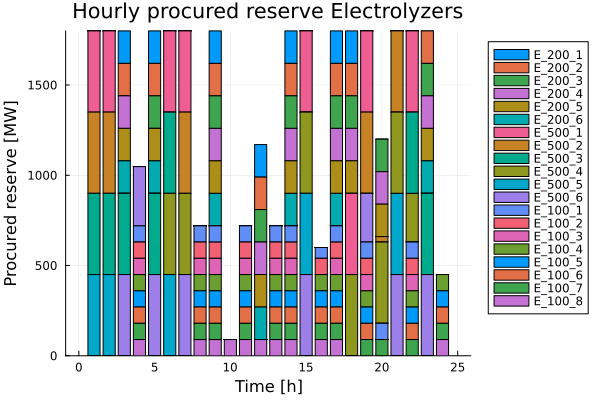 Hourly procured reserve Electrolyzers
Procured reserve [MW]
1500
1000
500
0
0
5
10
15
20
25
Time [h]
E_200_1
E_200_2
E_200_3
E_200_4
E_200_5
E_200_6
E_500_1
E_500_2
E_500_3
E_500_4
E_500_5
E_500_6
E_100_1
E_100_2
E_100_3
E_100_4
E_100_5
E_100_6
E_100_7
E_100_8